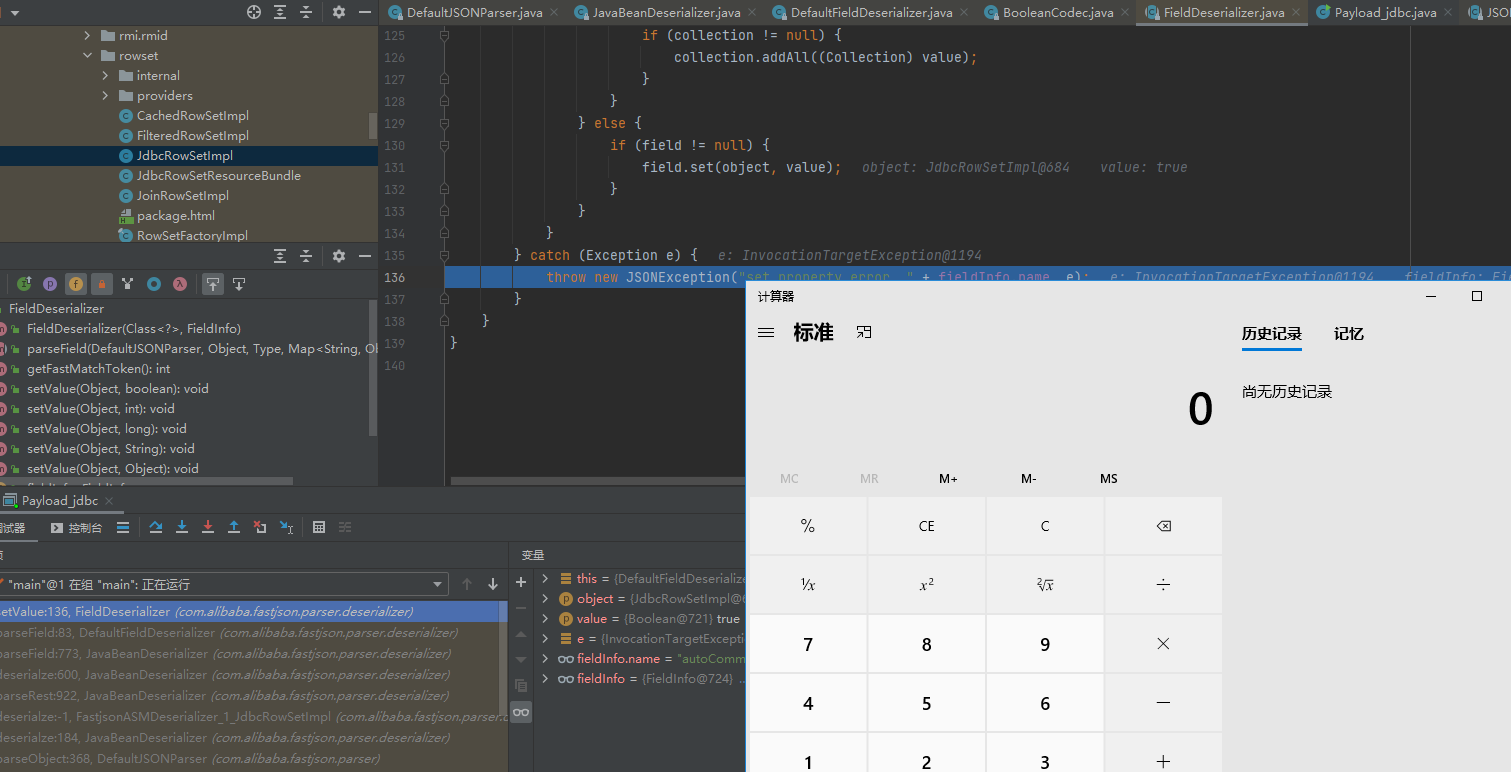 DefaultJSONParser.java
JavaBeanDeserializer.java
DefaultFieldDeserializer.java
BooleanCodec.java
FieldDeserializer.java
Payload_jdbc.java
rmi.rmid
rowset
internal
providers
CachedRowSetImpl
FilteredRowSetImpl
JdbcRowSetImpl
JdbcRowSetResourceBundle
JoinRowSetImpl
package.html
RowSetFactoryImpl
125 if (collection != null) {
126 collection.addAll((Collection) value);
127 }
128 }
129 } else {
130 if (field != null) {
131 field.set(object, value); object: JdbcRowSetImpl@684 value: true
132 }
133 }
134 }
135 } catch (Exception e) { e: InvocationTargetException@1194
136 throw new JSONException("set property error, " + fieldInfo.name, e); e: InvocationTargetException@1194 fieldInfo:
137 }
138 }
139 }
140
FieldDeserializer
FieldDeserializer(Class<?>, FieldInfo)
parseField(DefaultJSONParser, Object, Type, Map<String, Ob
getFastMatchToken(): int
setValue(Object, boolean): void
setValue(Object, int): void
setValue(Object, long): void
setValue(Object, String): void
setValue(Object, Object): void
Payload_jdbc
控制台
变量
"main"@1 在组 "main": 正在运行
setValue:136, FieldDeserializer (com.alibaba.fastjson.parser.deserializer)
parseField:83, DefaultFieldDeserializer (com.alibaba.fastjson.parser.deserializer)
parseField:773, JavaBeanDeserializer (com.alibaba.fastjson.parser.deserializer)
deserialze:600, JavaBeanDeserializer (com.alibaba.fastjson.parser.deserializer)
parseRest:922, JavaBeanDeserializer (com.alibaba.fastjson.parser.deserializer)
deserialze:-1, FastjsonASMDeserializer_1_JdbcRowSetImpl (com.alibaba.fastjson.parser.d
deserialze:184, JavaBeanDeserializer (com.alibaba.fastjson.parser.deserializer)
parseObject:368, DefaultJSONParser (com.alibaba.fastjson.parser)
this = {DefaultFieldDeserialize
object = {JdbcRowSetImpl@6
value = {Boolean@721} true
e = {InvocationTargetExcepti
fieldInfo.name = "autoComm
fieldInfo = {FieldInfo@724} ...
计算器
标准
历史记录 记忆
尚无历史记录
0
MC MR M+ M- MS
% CE C
¹/x x² ²√x ÷
7 8 9 ×
4 5 6 −
1 2 3 +